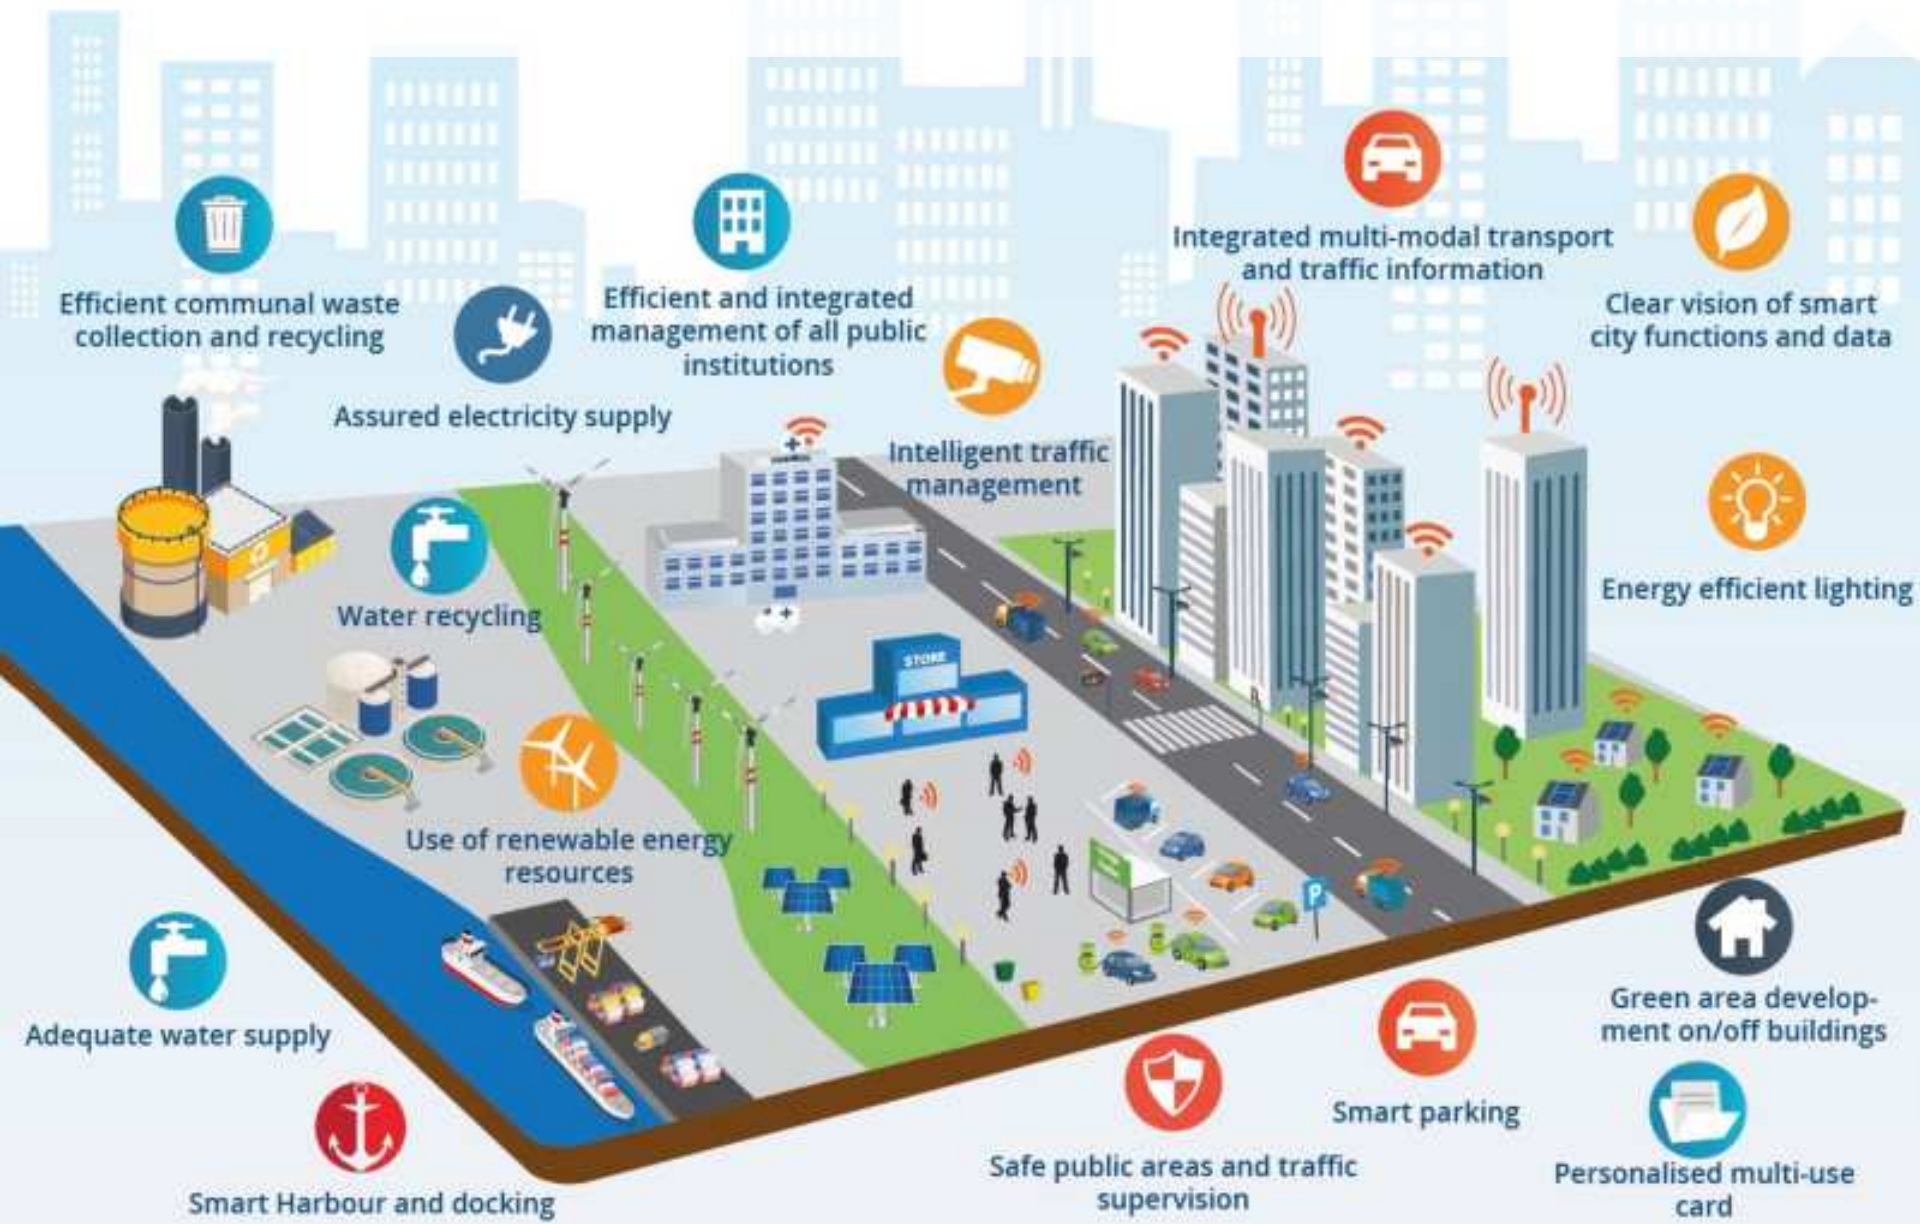 Integrated multi-modal transport
and traffic information
Efficient communal waste
collection and recycling
Efficient and integrated
management of all public
institutions
Clear vision of smart
city functions and data
Assured electricity supply
Intelligent traffic
management
Energy efficient lighting
Water recycling
STORE
Use of renewable energy
resources
P
Adequate water supply
Green area develop-
ment on/off buildings
Smart parking
Safe public areas and traffic
supervision
Personalised multi-use
card
Smart Harbour and docking